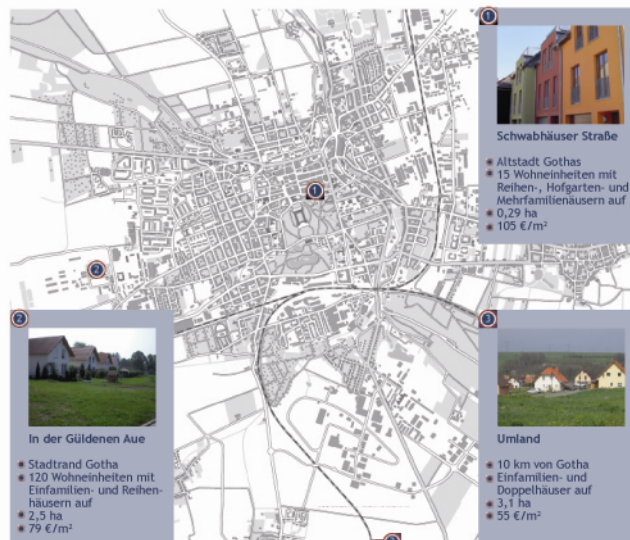 1
Schwabhäuser Straße
Altstadt Gothas
15 Wohneinheiten mit
Reihen-, Hofgarten- und
Mehrfamilienäusern auf
0,29 ha
105 €/m²
1
2
2
In der Güldenen Aue
Stadtrand Gotha
120 Wohneinheiten mit
Einfamilien- und Reihen-
häusern auf
2,5 ha
79 €/m²
3
Umland
10 km von Gotha
Einfamilien- und
Doppelhäuser auf
3,1 ha
55 €/m²